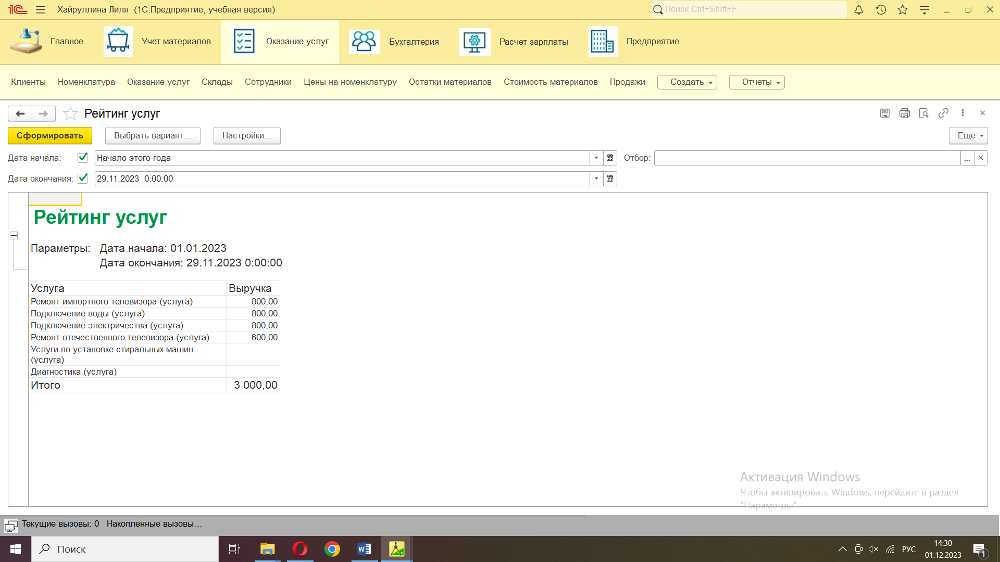 Хайруллина Лиля (1С:Предприятие, учебная версия)
Поиск Ctrl+Shift+F
Главное
Учет материалов
Оказание услуг
Бухгалтерия
Расчет зарплаты
Предприятие
Клиенты Номенклатура Оказание услуг Склады Сотрудники Цены на номенклатуру Остатки материалов Стоимость материалов Продажи Создать Отчеты
Рейтинг услуг
Сформировать Выбрать вариант... Настройки... Еще
Дата начала: Начало этого года Отбор: ...
Дата окончания: 29.11.2023 0:00:00
Рейтинг услуг
Параметры: Дата начала: 01.01.2023
Дата окончания: 29.11.2023 0:00:00
Услуга Выручка
Ремонт импортного телевизора (услуга) 800,00
Подключение воды (услуга) 800,00
Подключение электричества (услуга) 800,00
Ремонт отечественного телевизора (услуга) 600,00
Услуги по установке стиральных машин
(услуга)
Диагностика (услуга)
Итого 3 000,00
Активация Windows
Чтобы активировать Windows, перейдите в раздел
"Параметры".
Текущие вызовы: 0 Накопленные вызовы...
Поиск
РУС
14:30
01.12.2023
1